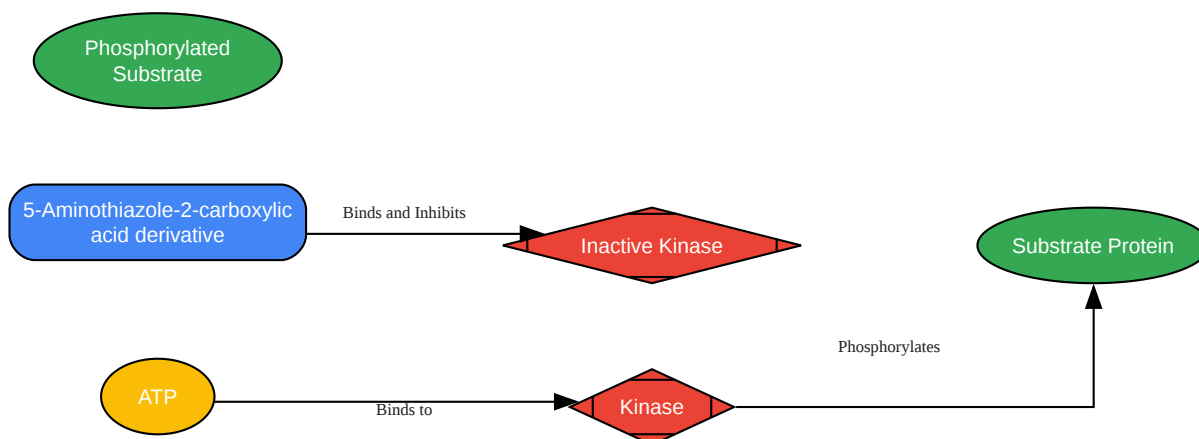 Phosphorylated
Substrate
5-Aminothiazole-2-carboxylic
acid derivative
Binds and Inhibits
Inactive Kinase
Substrate Protein
Phosphorylates
ATP
Binds to
Kinase